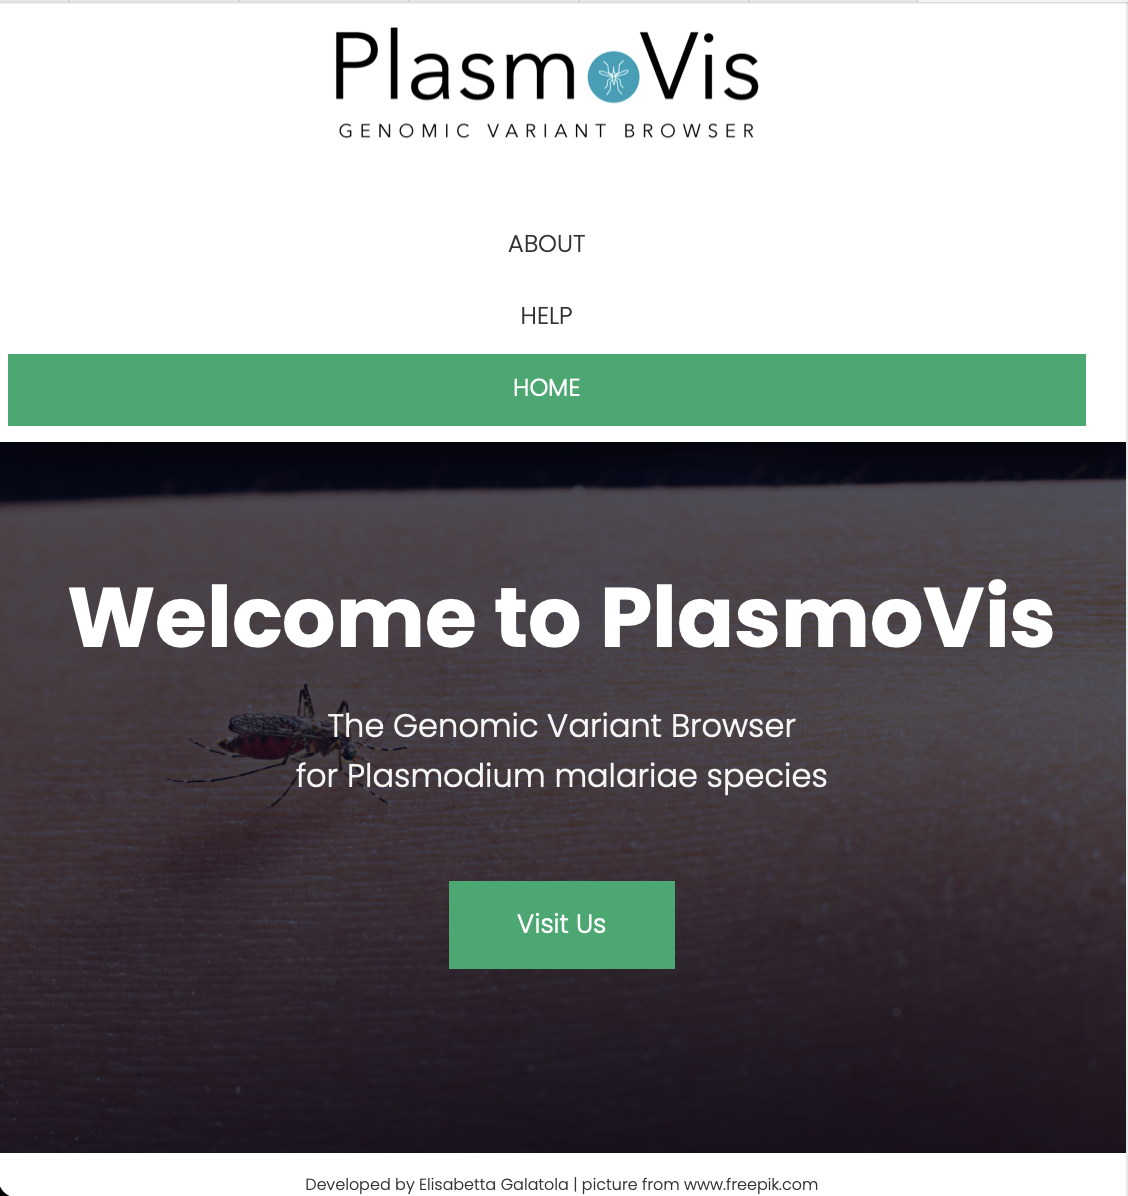 PlasmoVis
GENOMIC VARIANT BROWSER
ABOUT
HELP
HOME
Welcome to PlasmoVis
The Genomic Variant Browser
for Plasmodium malariae species
Visit Us
Developed by Elisabetta Galatola | picture from www.freepik.com